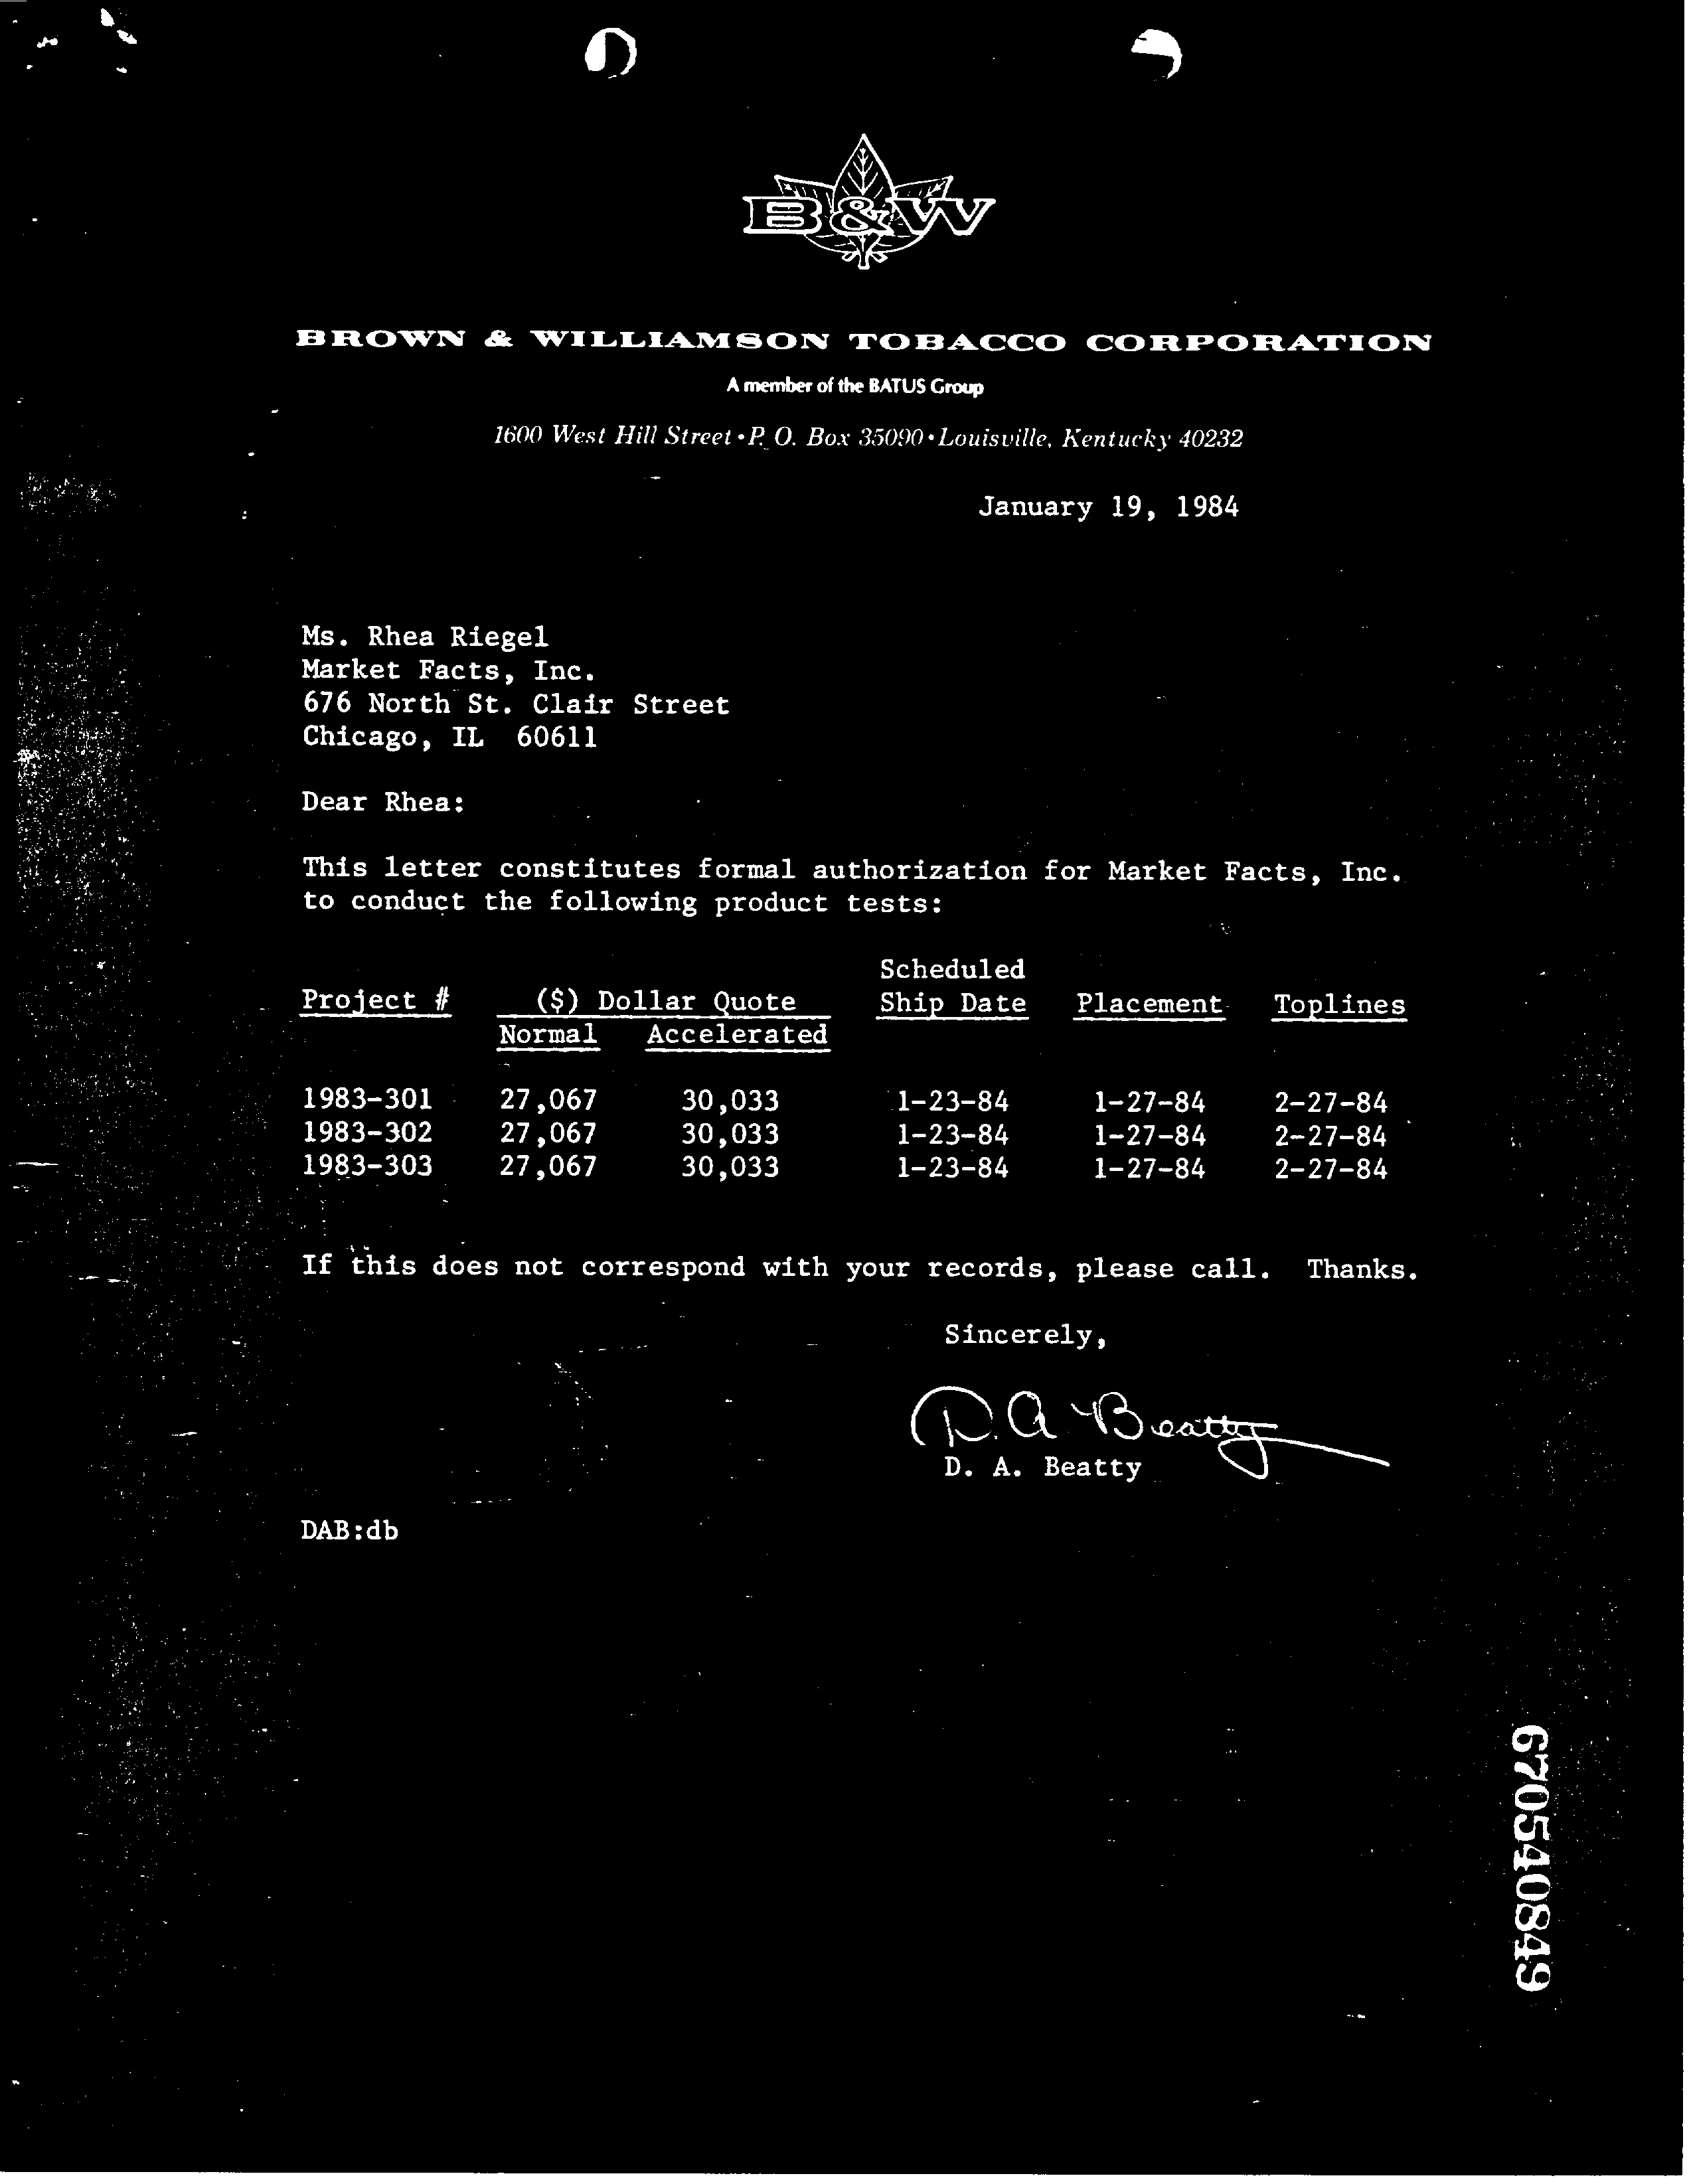 B&W
BROWN & WILLIAMSON TOBACCO CORPORATION
A member of the BATUS Group
1600 West Hill Street • P. O. Box 35090 • Louisville, Kentucky 40232
January 19, 1984
Ms. Rhea Riegel
Market Facts, Inc.
676 North St. Clair Street
Chicago, IL 60611
Dear Rhea:
This letter constitutes formal authorization for Market Facts, Inc.
to conduct the following product tests:
Scheduled
Project # ($) Dollar Quote Ship Date Placement Toplines
Normal Accelerated
1983-301 27,067 30,033 1-23-84 1-27-84 2-27-84
1983-302 27,067 30,033 1-23-84 1-27-84 2-27-84
1983-303 27,067 30,033 1-23-84 1-27-84 2-27-84
If this does not correspond with your records, please call. Thanks.
Sincerely,
D. A. Beatty
D. A. Beatty
DAB:db
670540849